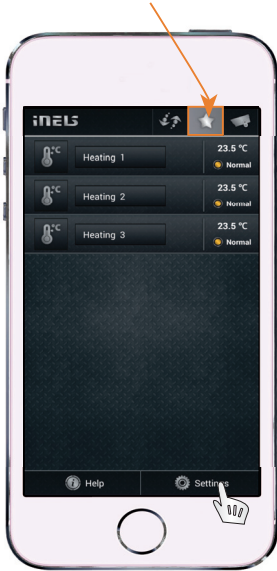 iNELS
°C
Heating 1
23.5 °C
Normal
°C
Heating 2
23.5 °C
Normal
°C
Heating 3
23.5 °C
Normal
Help
Settings